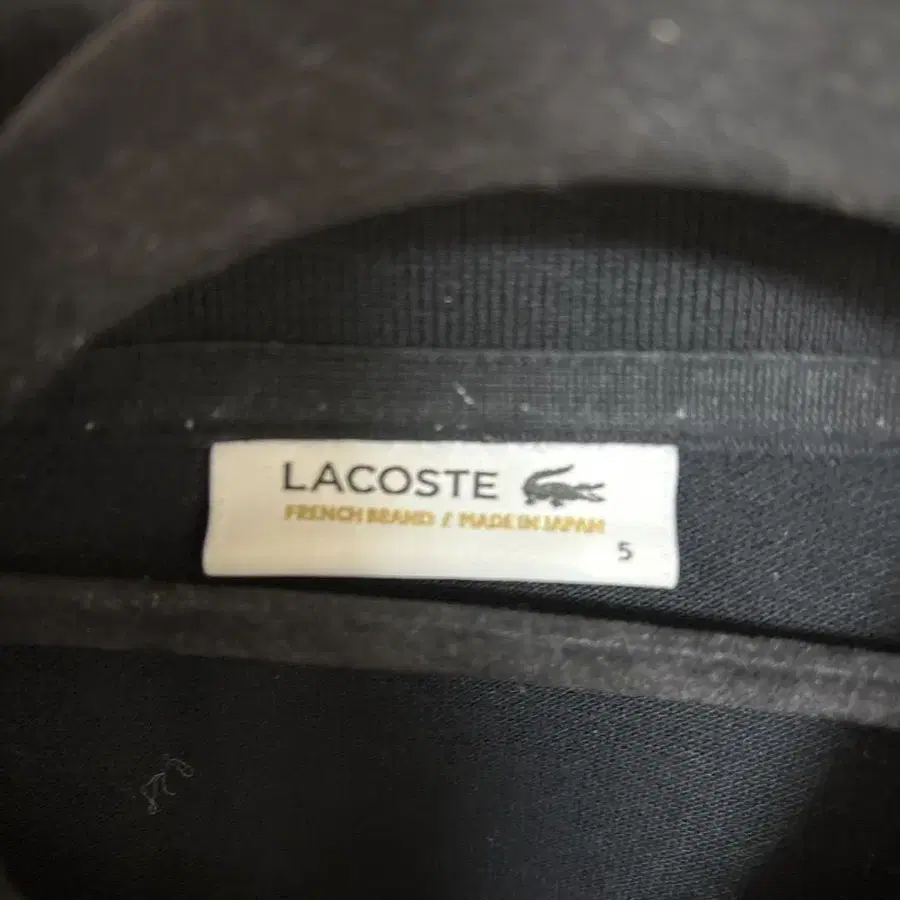 LACOSTE
FRENCH BRAND / MADE IN JAPAN
5